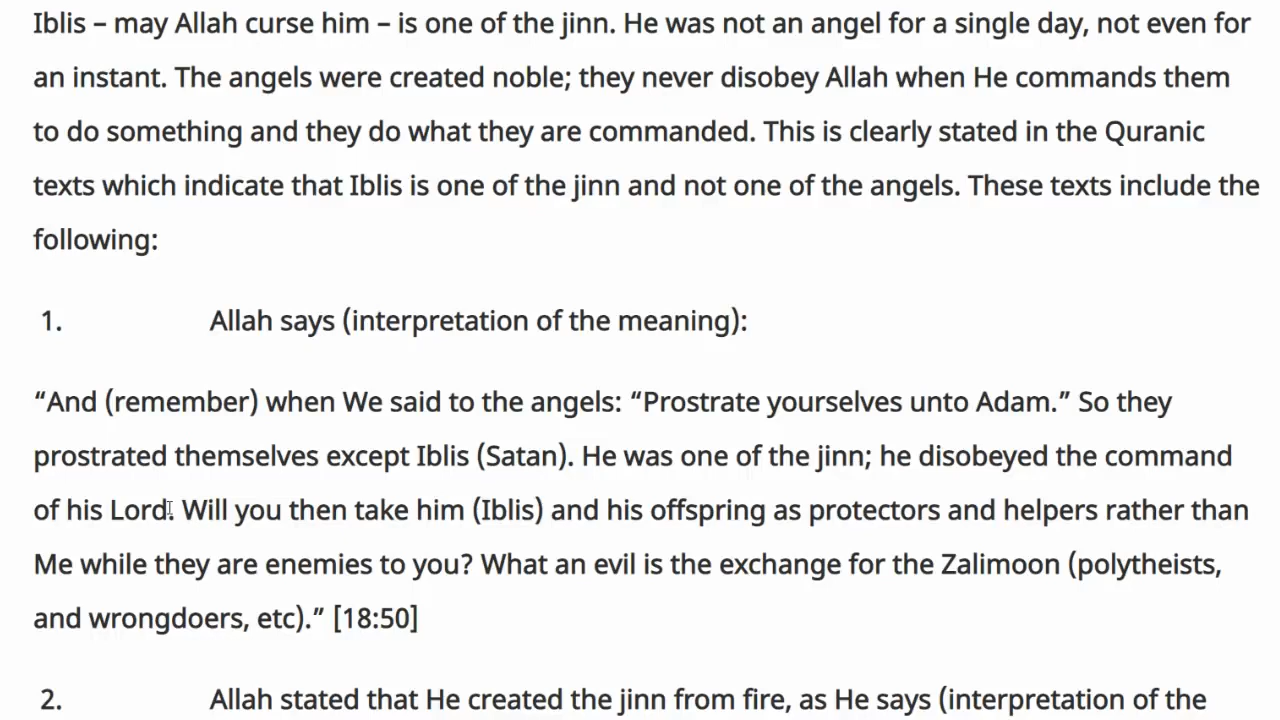 Iblis – may Allah curse him – is one of the jinn. He was not an angel for a single day, not even for
an instant. The angels were created noble; they never disobey Allah when He commands them
to do something and they do what they are commanded. This is clearly stated in the Quranic
texts which indicate that Iblis is one of the jinn and not one of the angels. These texts include the
following:
1. Allah says (interpretation of the meaning):
“And (remember) when We said to the angels: “Prostrate yourselves unto Adam.” So they
prostrated themselves except Iblis (Satan). He was one of the jinn; he disobeyed the command
of his Lord. Will you then take him (Iblis) and his offspring as protectors and helpers rather than
Me while they are enemies to you? What an evil is the exchange for the Zalimoon (polytheists,
and wrongdoers, etc).” [18:50]
2. Allah stated that He created the jinn from fire, as He says (interpretation of the